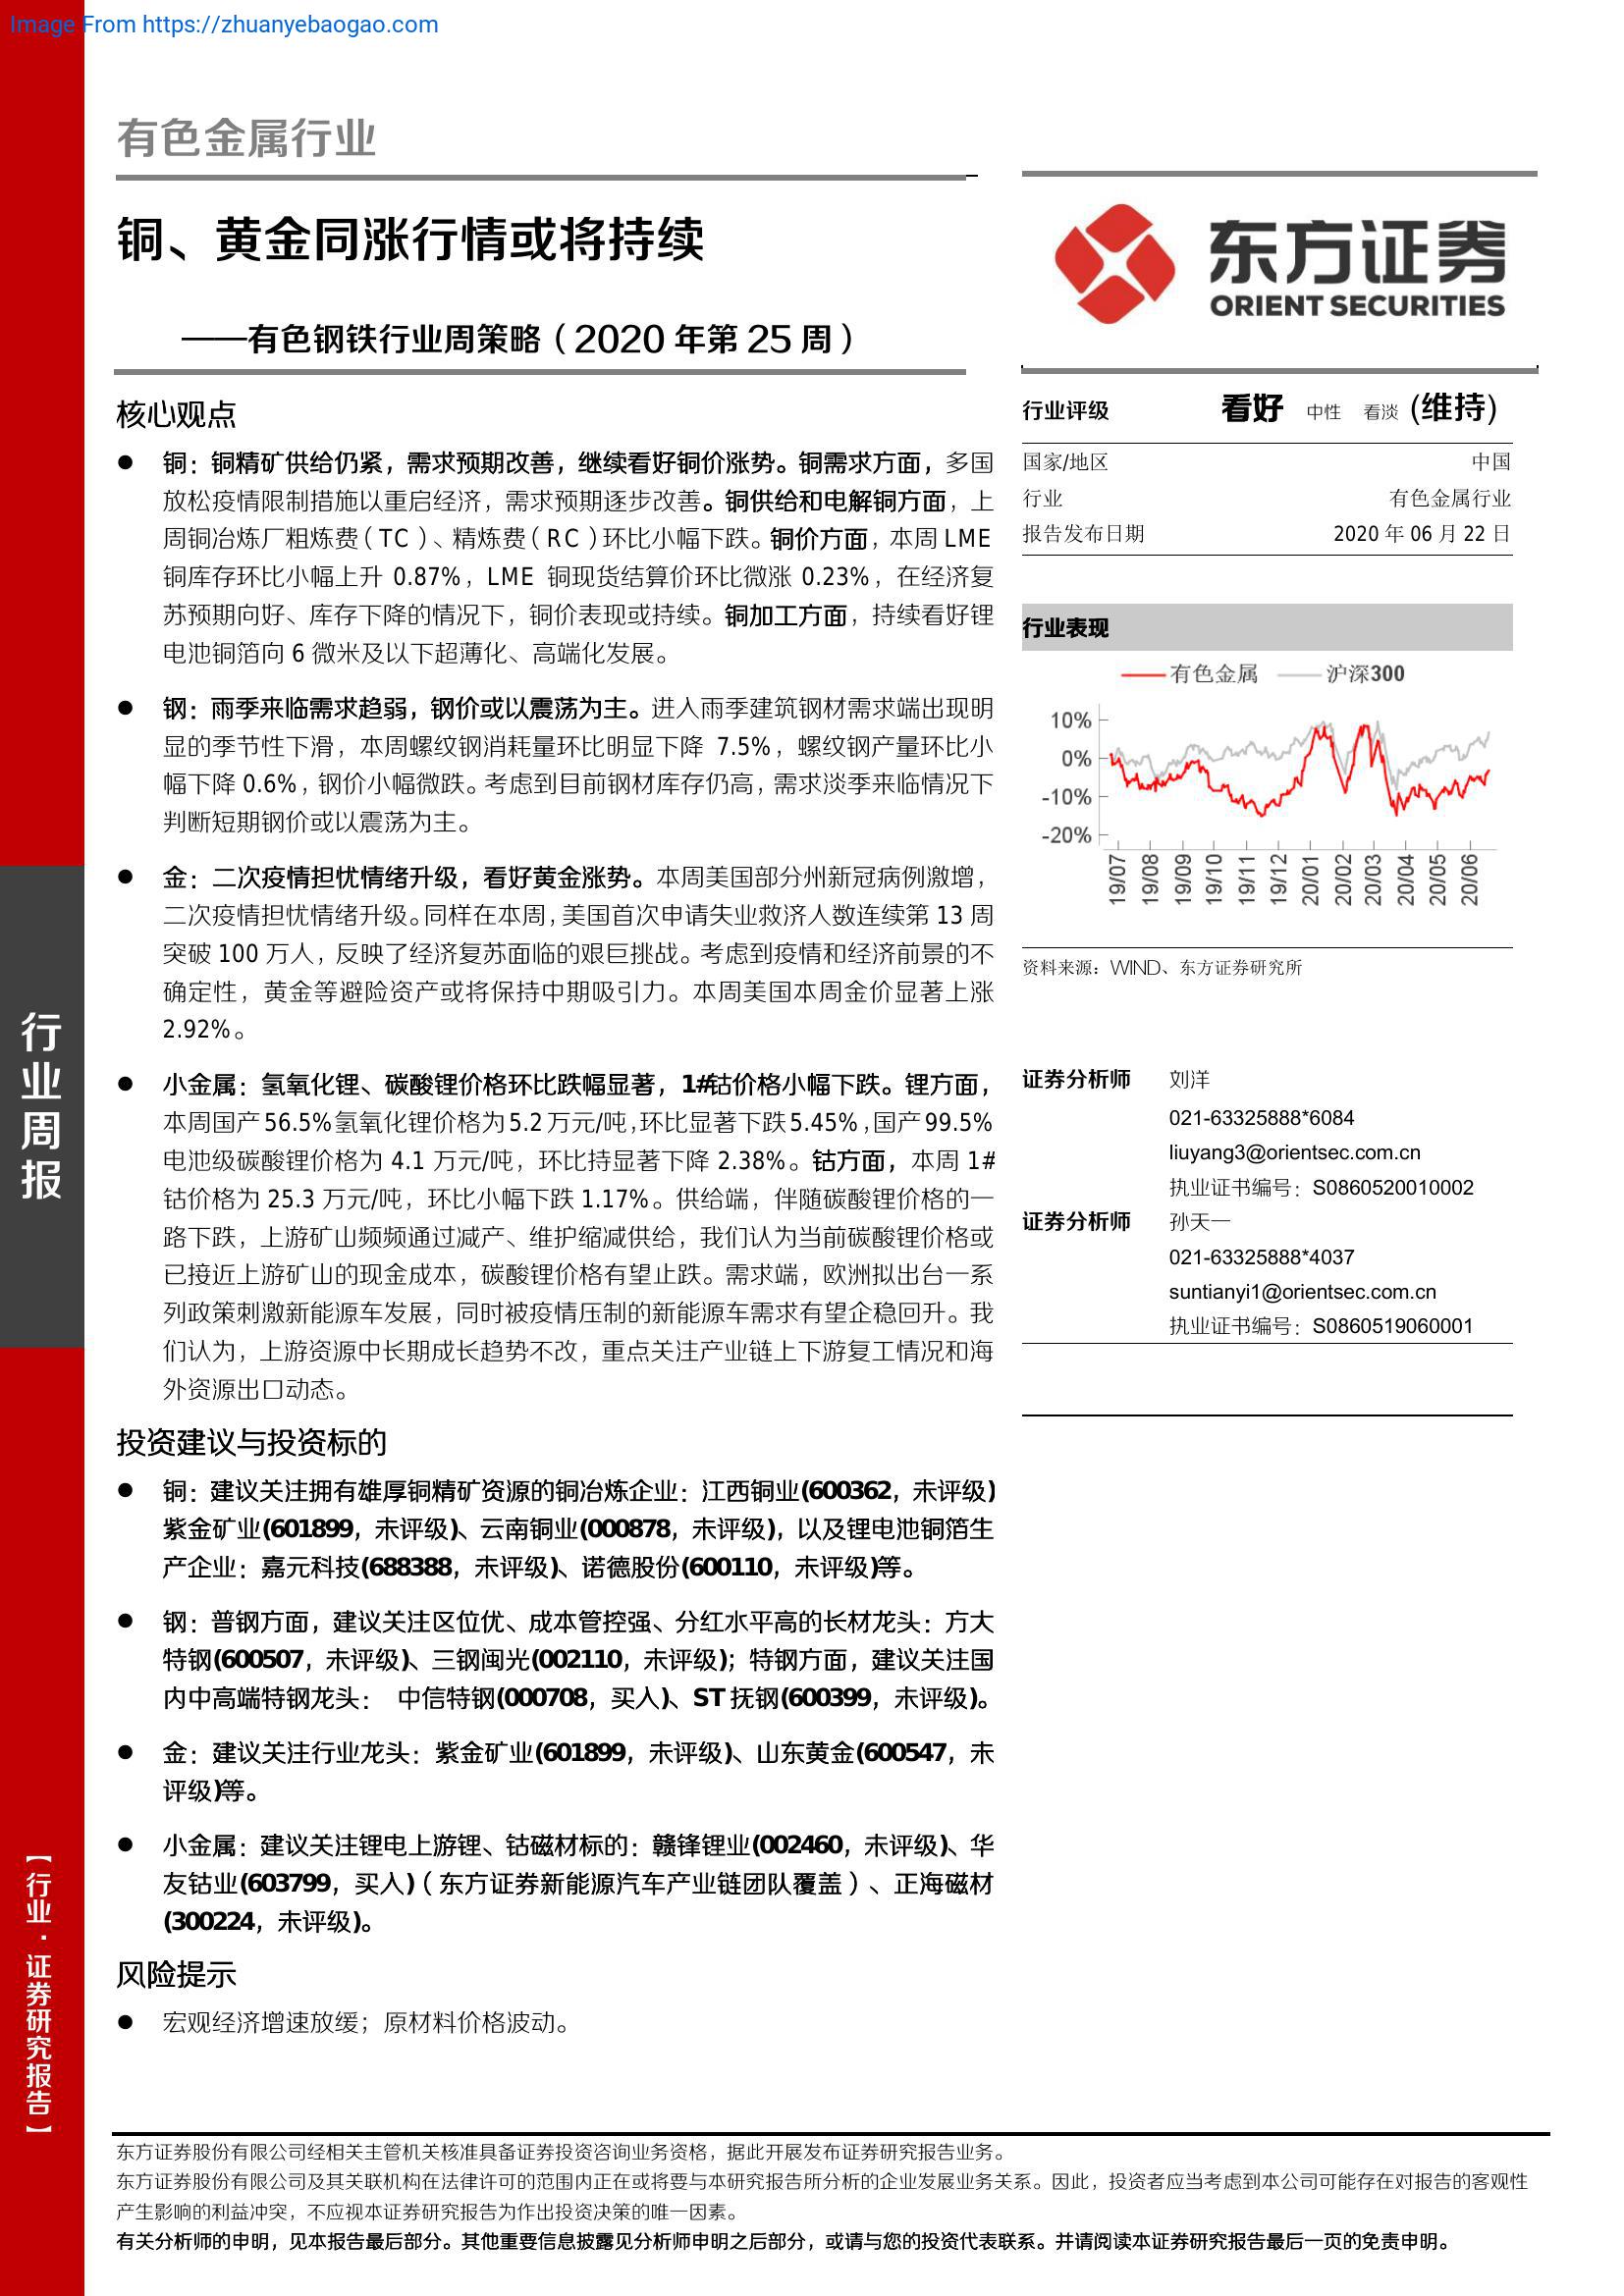 Image From https://zhuanyebaogao.com
有色金属行业
铜、黄金同涨行情或将持续
——有色钢铁行业周策略（2020 年第 25 周）
核心观点
● 铜：铜精矿供给仍紧，需求预期改善，继续看好铜价涨势。铜需求方面，多国
放松疫情限制措施以重启经济，需求预期逐步改善。铜供给和电解铜方面，上
周铜冶炼厂粗炼费（TC）、精炼费（RC）环比小幅下跌。铜价方面，本周 LME
铜库存环比小幅上升 0.87%，LME 铜现货结算价环比微涨 0.23%，在经济复
苏预期向好、库存下降的情况下，铜价表现或持续。铜加工方面，持续看好锂
电池铜箔向 6 微米及以下超薄化、高端化发展。
● 钢：雨季来临需求趋弱，钢价或以震荡为主。进入雨季建筑钢材需求端出现明
显的季节性下滑，本周螺纹钢消耗量环比明显下降 7.5%，螺纹钢产量环比小
幅下降 0.6%，钢价小幅微跌。考虑到目前钢材库存仍高，需求淡季来临情况下
判断短期钢价或以震荡为主。
● 金：二次疫情担忧情绪升级，看好黄金涨势。本周美国部分州新冠病例激增，
二次疫情担忧情绪升级。同样在本周，美国首次申请失业救济人数连续第 13 周
突破 100 万人，反映了经济复苏面临的艰巨挑战。考虑到疫情和经济前景的不
确定性，黄金等避险资产或将保持中期吸引力。本周美国本周金价显著上涨
2.92%。
● 小金属：氢氧化锂、碳酸锂价格环比跌幅显著，1#钴价格小幅下跌。锂方面，
本周国产 56.5%氢氧化锂价格为 5.2 万元/吨，环比显著下跌 5.45%，国产 99.5%
电池级碳酸锂价格为 4.1 万元/吨，环比持显著下降 2.38%。钴方面，本周 1#
钴价格为 25.3 万元/吨，环比小幅下跌 1.17%。供给端，伴随碳酸锂价格的一
路下跌，上游矿山频频通过减产、维护缩减供给，我们认为当前碳酸锂价格或
已接近上游矿山的现金成本，碳酸锂价格有望止跌。需求端，欧洲拟出台一系
列政策刺激新能源车发展，同时被疫情压制的新能源车需求有望企稳回升。我
们认为，上游资源中长期成长趋势不改，重点关注产业链上下游复工情况和海
外资源出口动态。
投资建议与投资标的
● 铜：建议关注拥有雄厚铜精矿资源的铜冶炼企业：江西铜业(600362，未评级)
紫金矿业(601899，未评级)、云南铜业(000878，未评级)，以及锂电池铜箔生
产企业：嘉元科技(688388，未评级)、诺德股份(600110，未评级)等。
● 钢：普钢方面，建议关注区位优、成本管控强、分红水平高的长材龙头：方大
特钢(600507，未评级)、三钢闽光(002110，未评级)；特钢方面，建议关注国
内中高端特钢龙头： 中信特钢(000708，买入)、ST 抚钢(600399，未评级)。
● 金：建议关注行业龙头：紫金矿业(601899，未评级)、山东黄金(600547，未
评级)等。
● 小金属：建议关注锂电上游锂、钴磁材标的：赣锋锂业(002460，未评级)、华
友钴业(603799，买入)（东方证券新能源汽车产业链团队覆盖）、正海磁材
(300224，未评级)。
风险提示
● 宏观经济增速放缓；原材料价格波动。
东方证券
ORIENT SECURITIES
行业评级 看好 中性 看淡 (维持)
国家/地区 中国
行业 有色金属行业
报告发布日期 2020 年 06 月 22 日
行业表现
有色金属 沪深300
10%
0%
-10%
-20%
19/07 19/08 19/09 19/10 19/11 19/12 20/01 20/02 20/03 20/04 20/05 20/06
资料来源：WIND、东方证券研究所
证券分析师 刘洋
021-63325888*6084
liuyang3@orientsec.com.cn
执业证书编号：S0860520010002
证券分析师 孙天一
021-63325888*4037
suntianyi1@orientsec.com.cn
执业证书编号：S0860519060001
行业周报
【行业·证券研究报告】
东方证券股份有限公司经相关主管机关核准具备证券投资咨询业务资格，据此开展发布证券研究报告业务。
东方证券股份有限公司及其关联机构在法律许可的范围内正在或将要与本研究报告所分析的企业发展业务关系。因此，投资者应当考虑到本公司可能存在对报告的客观性
产生影响的利益冲突，不应视本证券研究报告为作出投资决策的唯一因素。
有关分析师的申明，见本报告最后部分。其他重要信息披露见分析师申明之后部分，或请与您的投资代表联系。并请阅读本证券研究报告最后一页的免责申明。